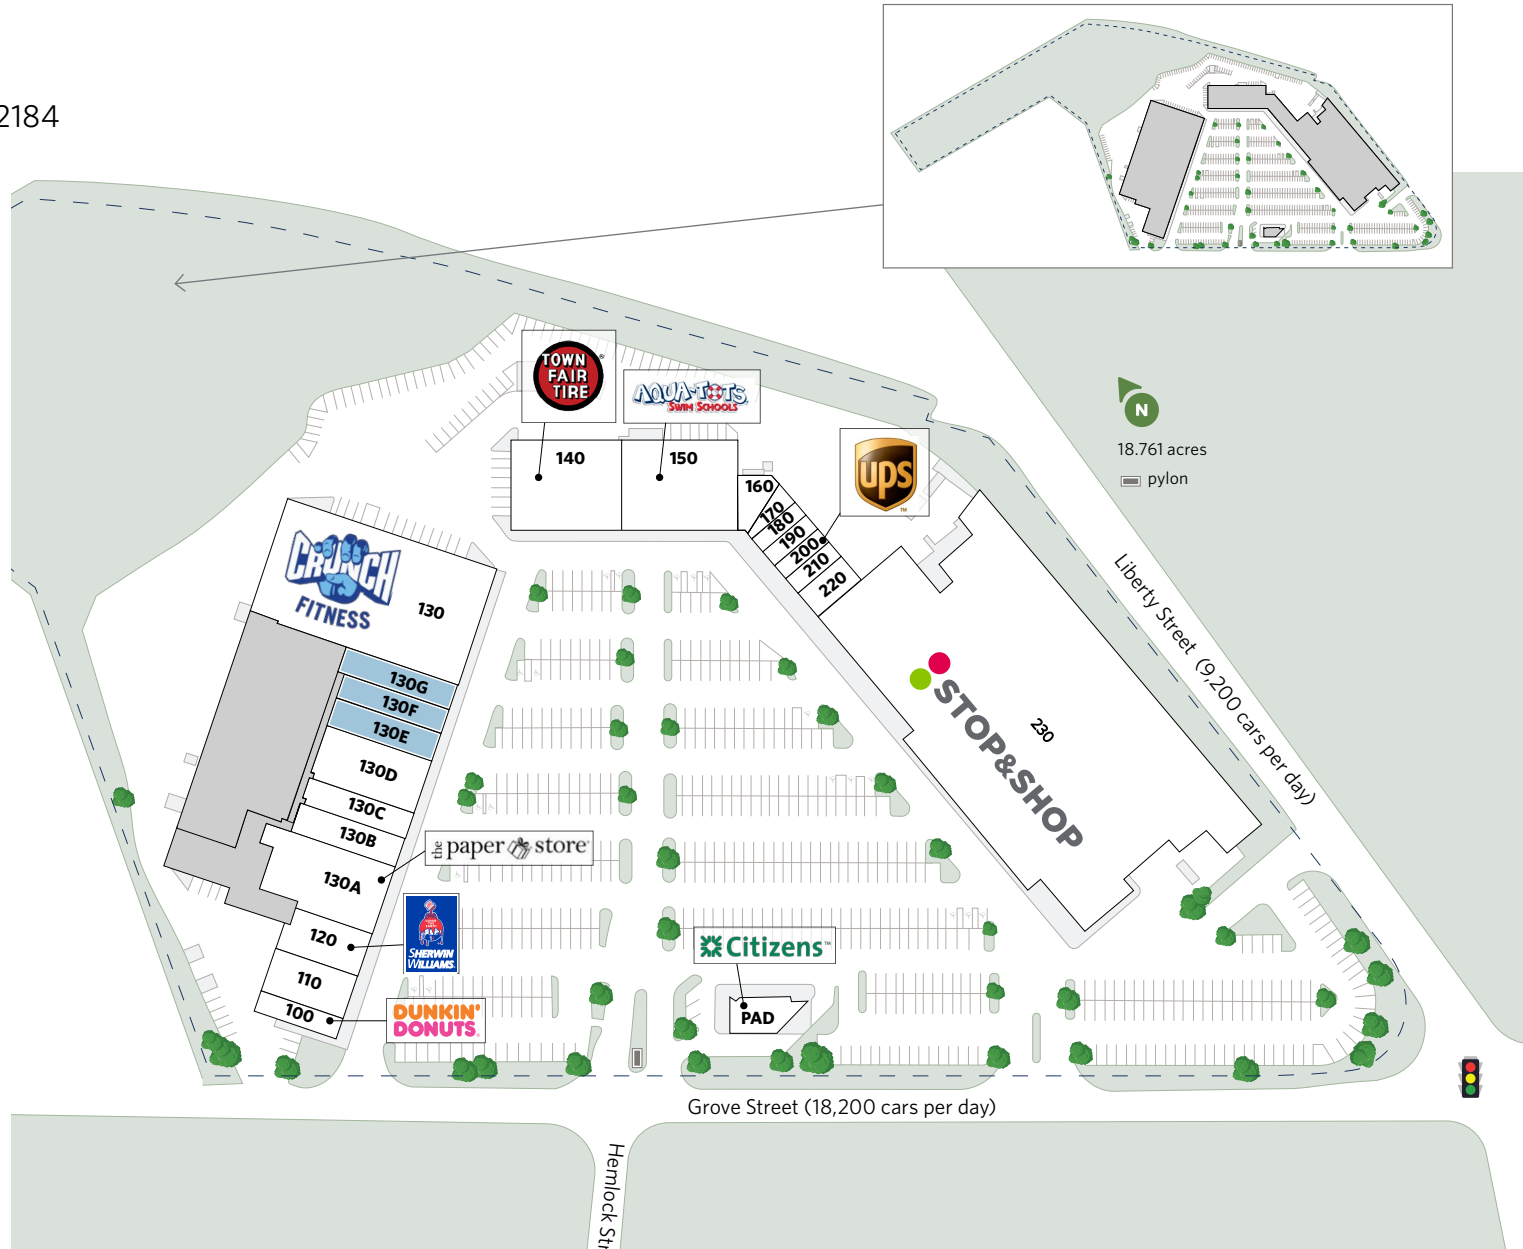 2184
TOWN
FAIR
TIRE
®
AQUA-TOTS
SWIM SCHOOLS
ups
™
N
18.761 acres
pylon
140
150
160
170
180
190
200
210
220
CRUNCH
FITNESS
130
130G
130F
130E
130D
130C
130B
130A
the paper store
120
SHERWIN
WILLIAMS
110
100
DUNKIN'
DONUTS
STOP&SHOP
230
Citizens™
PAD
Liberty Street (9,200 cars per day)
Grove Street (18,200 cars per day)
Hemlock Str